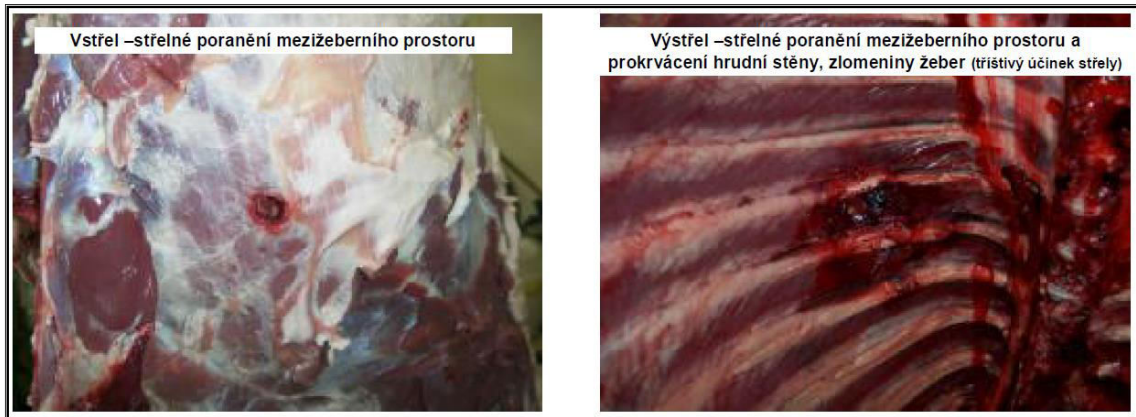 Vstřel –střelné poranění mezižeberního prostoru
Výstřel –střelné poranění mezižeberního prostoru a
prokrvácení hrudní stěny, zlomeniny žeber (tříštivý účinek střely)